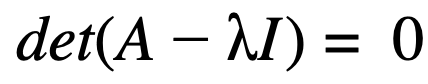 det(A − λI) = 0